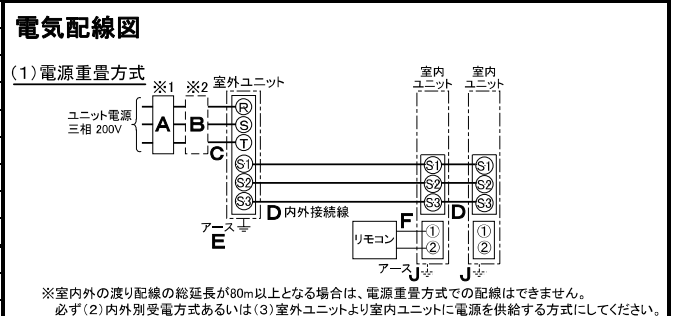 電気配線図
(1)電源重畳方式
※1 ※2 室外ユニット
室内
ユニット
室内
ユニット
ユニット電源
三相 200V
A B C
R
S
T
S1
S2
S3
S1
S2
S3
S1
S2
S3
D 内外接続線
D
アース
E
F
リモコン
①
②
①
②
アース J
J
※室内外の渡り配線の総延長が80m以上となる場合は、電源重畳方式での配線はできません。
必ず(2)内外別受電方式あるいは(3)室外ユニットより室内ユニットに電源を供給する方式にしてください。